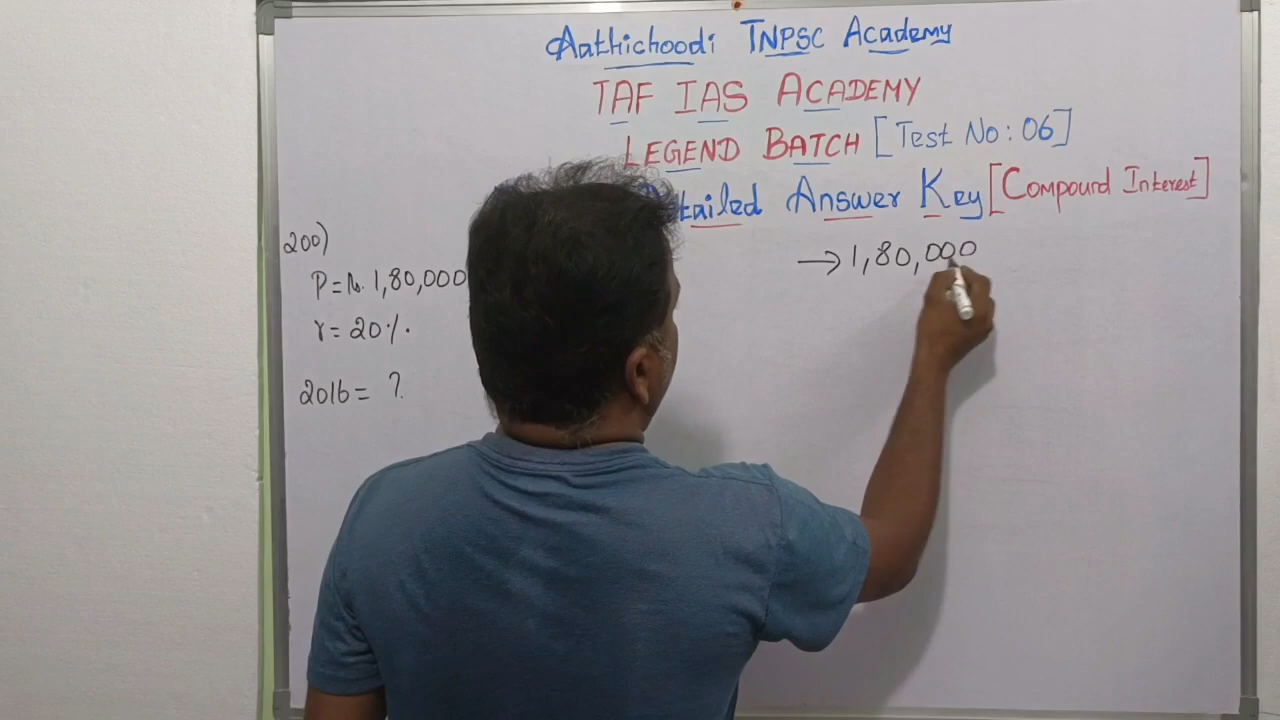 Aathichoodi TNPSC Academy
TAF IAS ACADEMY
LEGEND BATCH [Test No: 06]
Answer Key [Compound Interest]
200)
P = Rs. 1,80,000
r = 20%.
2016 = ?
→ 1,80,000